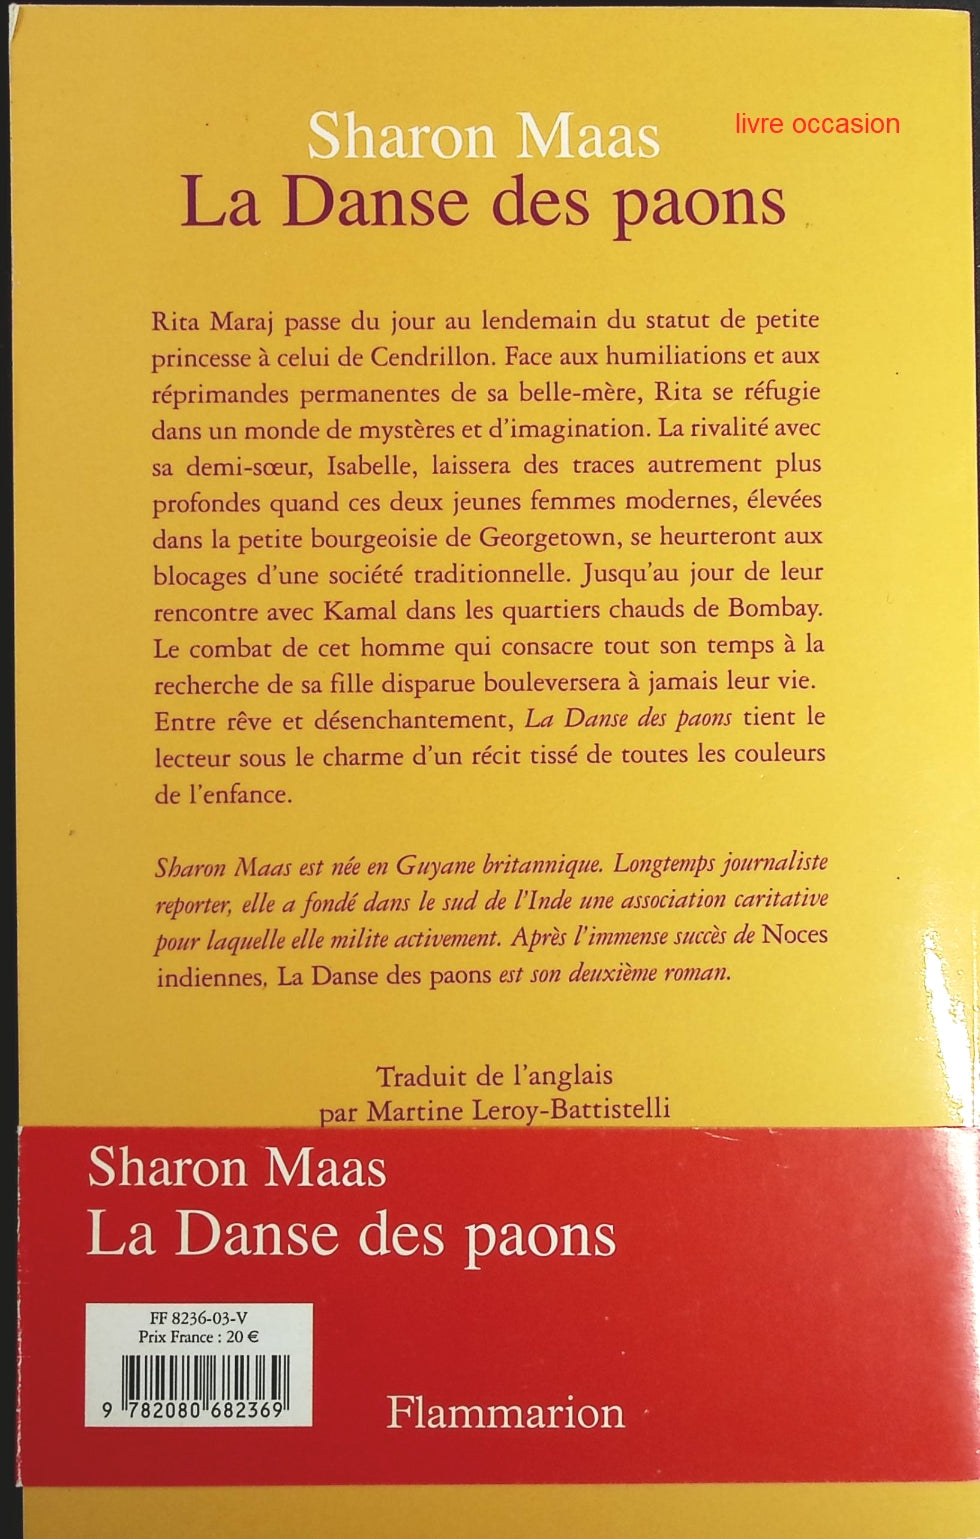 Sharon Maas
livre occasion
La Danse des paons
Rita Maraj passe du jour au lendemain du statut de petite
princesse à celui de Cendrillon. Face aux humiliations et aux
réprimandes permanentes de sa belle-mère, Rita se réfugie
dans un monde de mystères et d'imagination. La rivalité avec
sa demi-sœur, Isabelle, laissera des traces autrement plus
profondes quand ces deux jeunes femmes modernes, élevées
dans la petite bourgeoisie de Georgetown, se heurteront aux
blocages d'une société traditionnelle. Jusqu'au jour de leur
rencontre avec Kamal dans les quartiers chauds de Bombay.
Le combat de cet homme qui consacre tout son temps à la
recherche de sa fille disparue bouleversera à jamais leur vie.
Entre rêve et désenchantement, La Danse des paons tient le
lecteur sous le charme d'un récit tissé de toutes les couleurs
de l'enfance.
Sharon Maas est née en Guyane britannique. Longtemps journaliste
reporter, elle a fondé dans le sud de l'Inde une association caritative
pour laquelle elle milite activement. Après l'immense succès de Noces
indiennes, La Danse des paons est son deuxième roman.
Traduit de l'anglais
par Martine Leroy-Battistelli
Sharon Maas
La Danse des paons
FF 8236-03-V
Prix France : 20 €
9 782080 682369
Flammarion